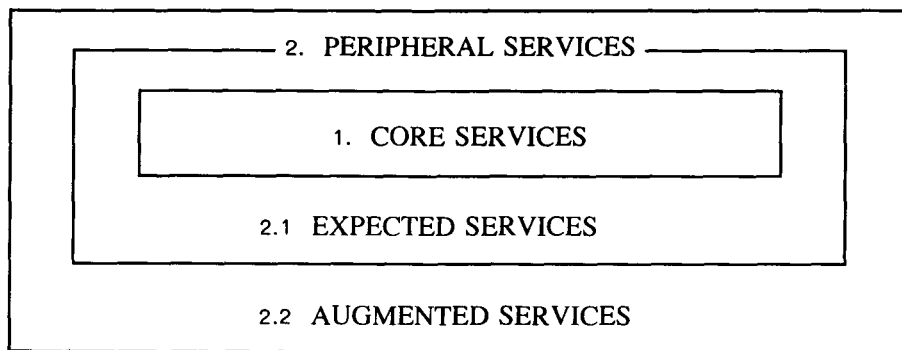 2. PERIPHERAL SERVICES
1. CORE SERVICES
2.1 EXPECTED SERVICES
2.2 AUGMENTED SERVICES